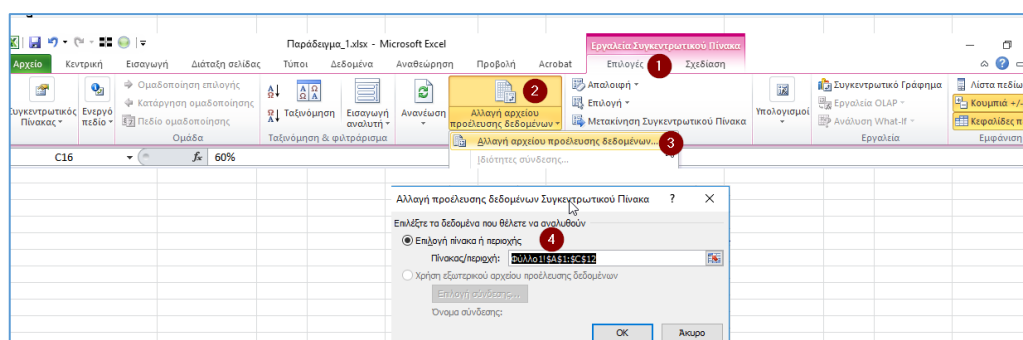 Παράδειγμα_1.xlsx - Microsoft Excel
Εργαλεία Συγκεντρωτικού Πίνακα
Αρχείο Κεντρική Εισαγωγή Διάταξη σελίδας Τύποι Δεδομένα Αναθεώρηση Προβολή Acrobat Επιλογές 1 Σχεδίαση
Συγκεντρωτικός Πίνακας
Ενεργό πεδίο
Ομαδοποίηση επιλογής
Κατάργηση ομαδοποίησης
Πεδίο ομαδοποίησης
Ομάδα
Ταξινόμηση
Εισαγωγή αναλυτή
Ταξινόμηση & φιλτράρισμα
Ανανέωση
2
Αλλαγή αρχείου
προέλευσης δεδομένων
Απαλοιφή
Επιλογή
Μετακίνηση Συγκεντρωτικού Πίνακα
Υπολογισμοί
Συγκεντρωτικό Γράφημα
Εργαλεία OLAP
Ανάλυση What-If
Εργαλεία
Λίστα πεδίω
Κουμπιά +/-
Κεφαλίδες π
Εμφάνιση
Αλλαγή αρχείου προέλευσης δεδομένων... 3
Ιδιότητες σύνδεσης...
C16 fx 60%
Αλλαγή προέλευσης δεδομένων Συγκεντρωτικού Πίνακα ? X
Επιλέξτε τα δεδομένα που θέλετε να αναλυθούν
Επιλογή πίνακα ή περιοχής 4
Πίνακας/περιοχή: Φύλλο1!$A$1:$C$12
Χρήση εξωτερικού αρχείου προέλευσης δεδομένων
Επιλογή σύνδεσης...
Όνομα σύνδεσης:
OK Άκυρο